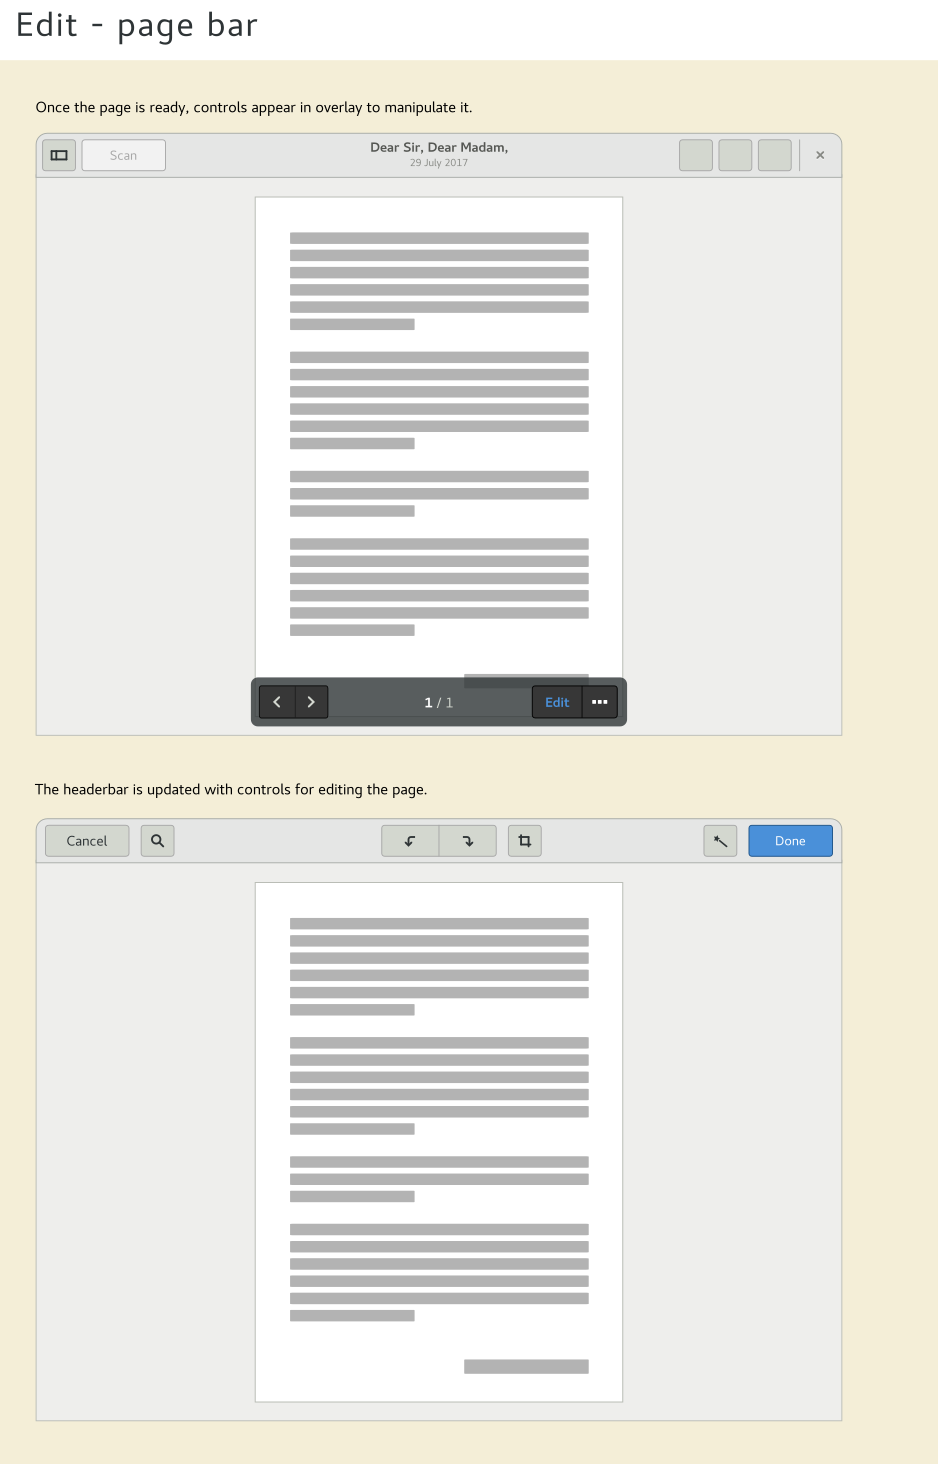 Edit - page bar
Once the page is ready, controls appear in overlay to manipulate it.
Scan
Dear Sir, Dear Madam,
29 July 2017
1 / 1
Edit
The headerbar is updated with controls for editing the page.
Cancel
Done